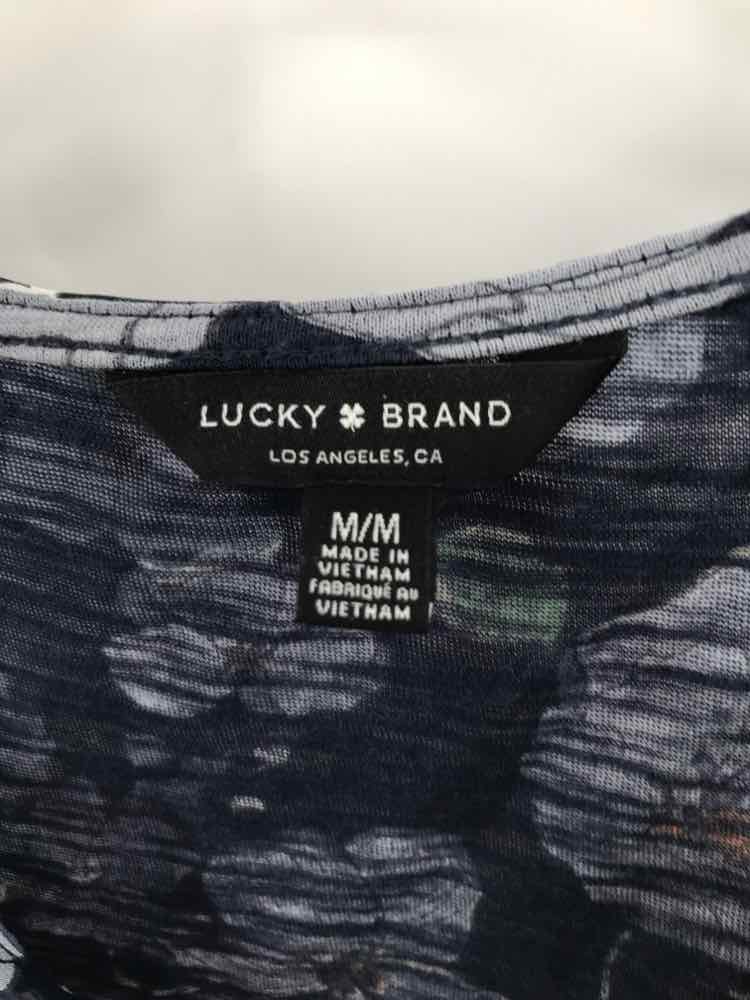 LUCKY BRAND
LOS ANGELES, CA
M/M
MADE IN
VIETNAM
FABRIQUÉ AU
VIETNAM